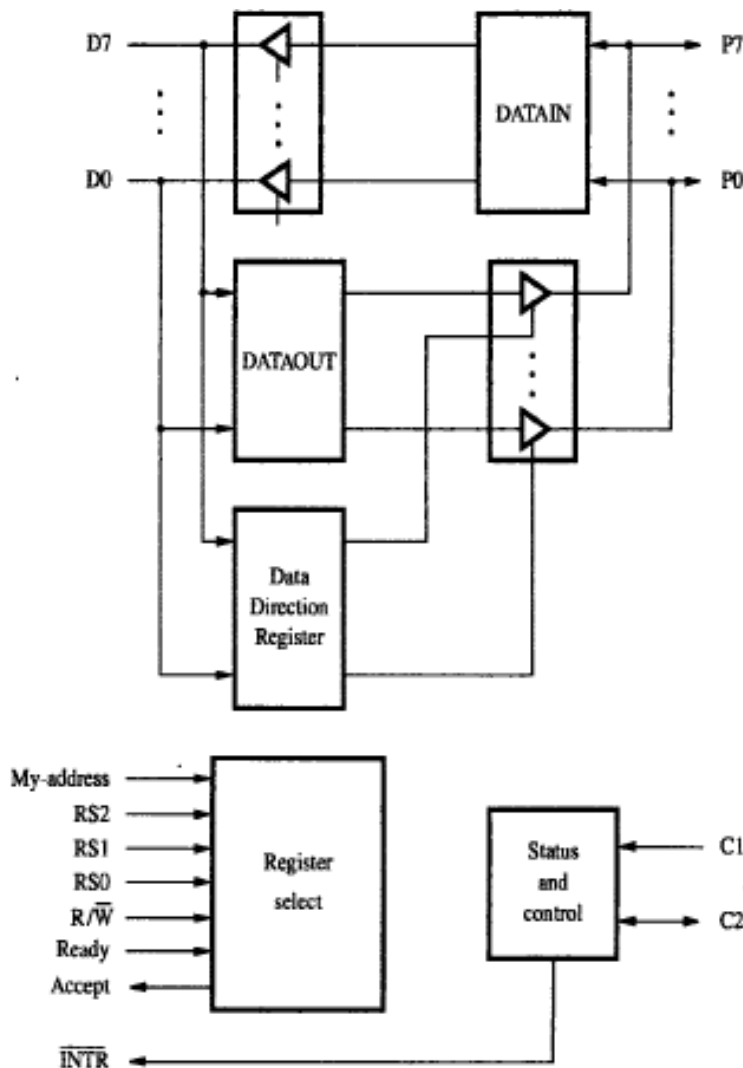 D7
P7
DATAIN
D0
P0
DATAOUT
Data
Direction
Register
My-address
RS2
RS1
RS0
R/W̅
Ready
Accept
Register
select
Status
and
control
C1
C2
I̅N̅T̅R̅